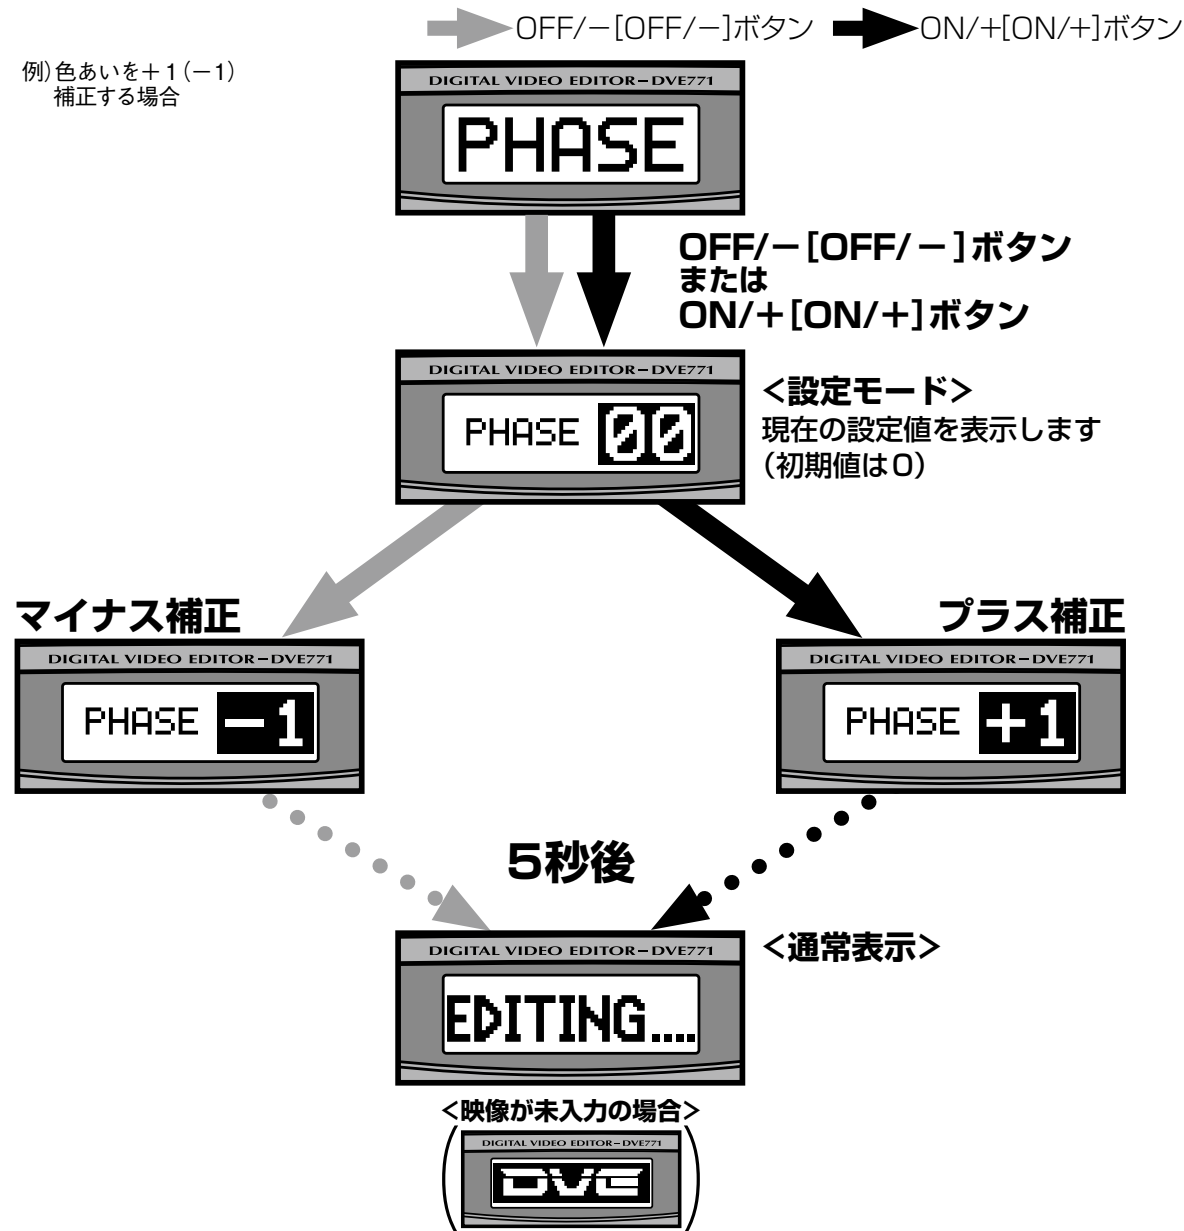 OFF/−[OFF/−]ボタン ON/+[ON/+]ボタン
例)色あいを+1(−1)
補正する場合
DIGITAL VIDEO EDITOR−DVE771
PHASE
OFF/−[OFF/−]ボタン
または
ON/+[ON/+]ボタン
DIGITAL VIDEO EDITOR−DVE771
PHASE 00
<設定モード>
現在の設定値を表示します
(初期値は0)
マイナス補正
DIGITAL VIDEO EDITOR−DVE771
PHASE −1
プラス補正
DIGITAL VIDEO EDITOR−DVE771
PHASE +1
5秒後
DIGITAL VIDEO EDITOR−DVE771
EDITING....
<通常表示>
<映像が未入力の場合>
DIGITAL VIDEO EDITOR−DVE771
DVE